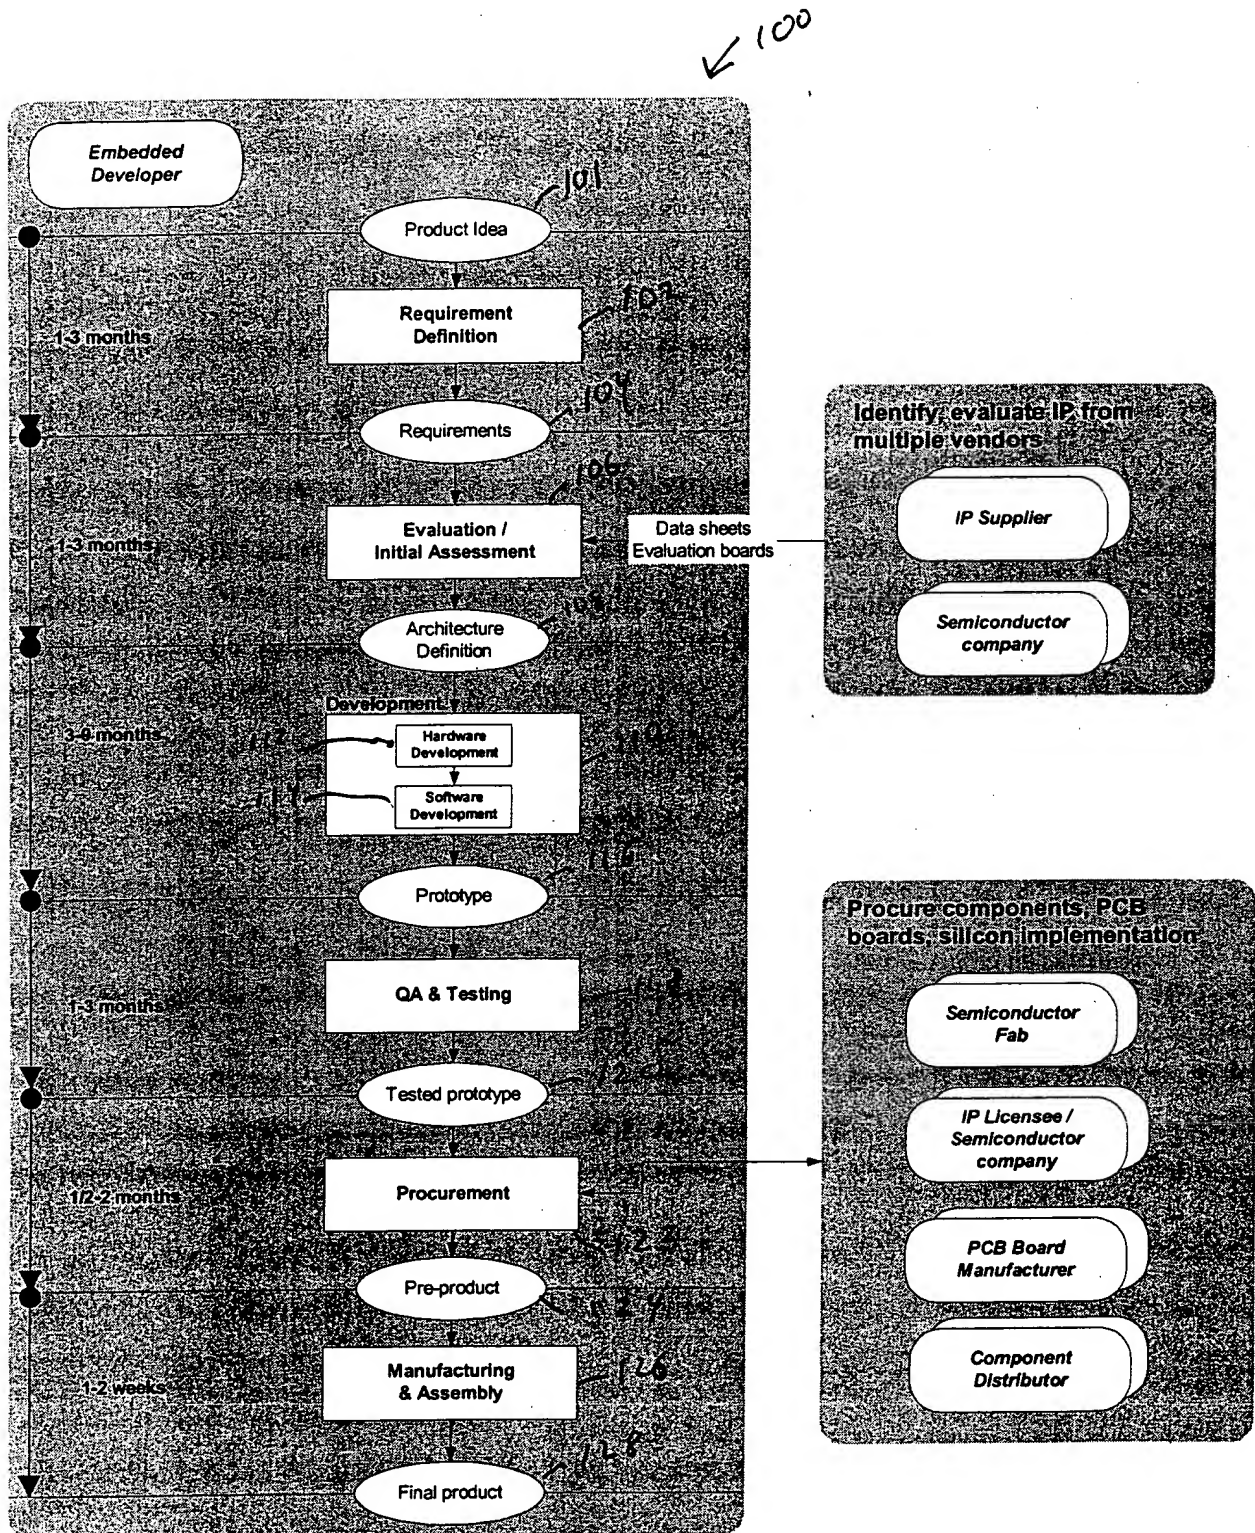 100
Embedded
Developer
101
Product Idea
102
Requirement
Definition
1-3 months
104
Requirements
Identify, evaluate IP from
multiple vendors
106
IP Supplier
Evaluation /
Initial Assessment
1-3 months
Data sheets
Evaluation boards
108
Architecture
Definition
Semiconductor
company
Development
112
Hardware
Development
110
114
Software
Development
116
Prototype
Procure components, PCB
boards, silicon implementation
QA & Testing
118
1-3 months
Semiconductor
Fab
Tested prototype
IP Licensee /
Semiconductor
company
Procurement
1/2-2 months
PCB Board
Manufacturer
Pre-product
124
Manufacturing
& Assembly
126
1-2 weeks
Component
Distributor
128
Final product